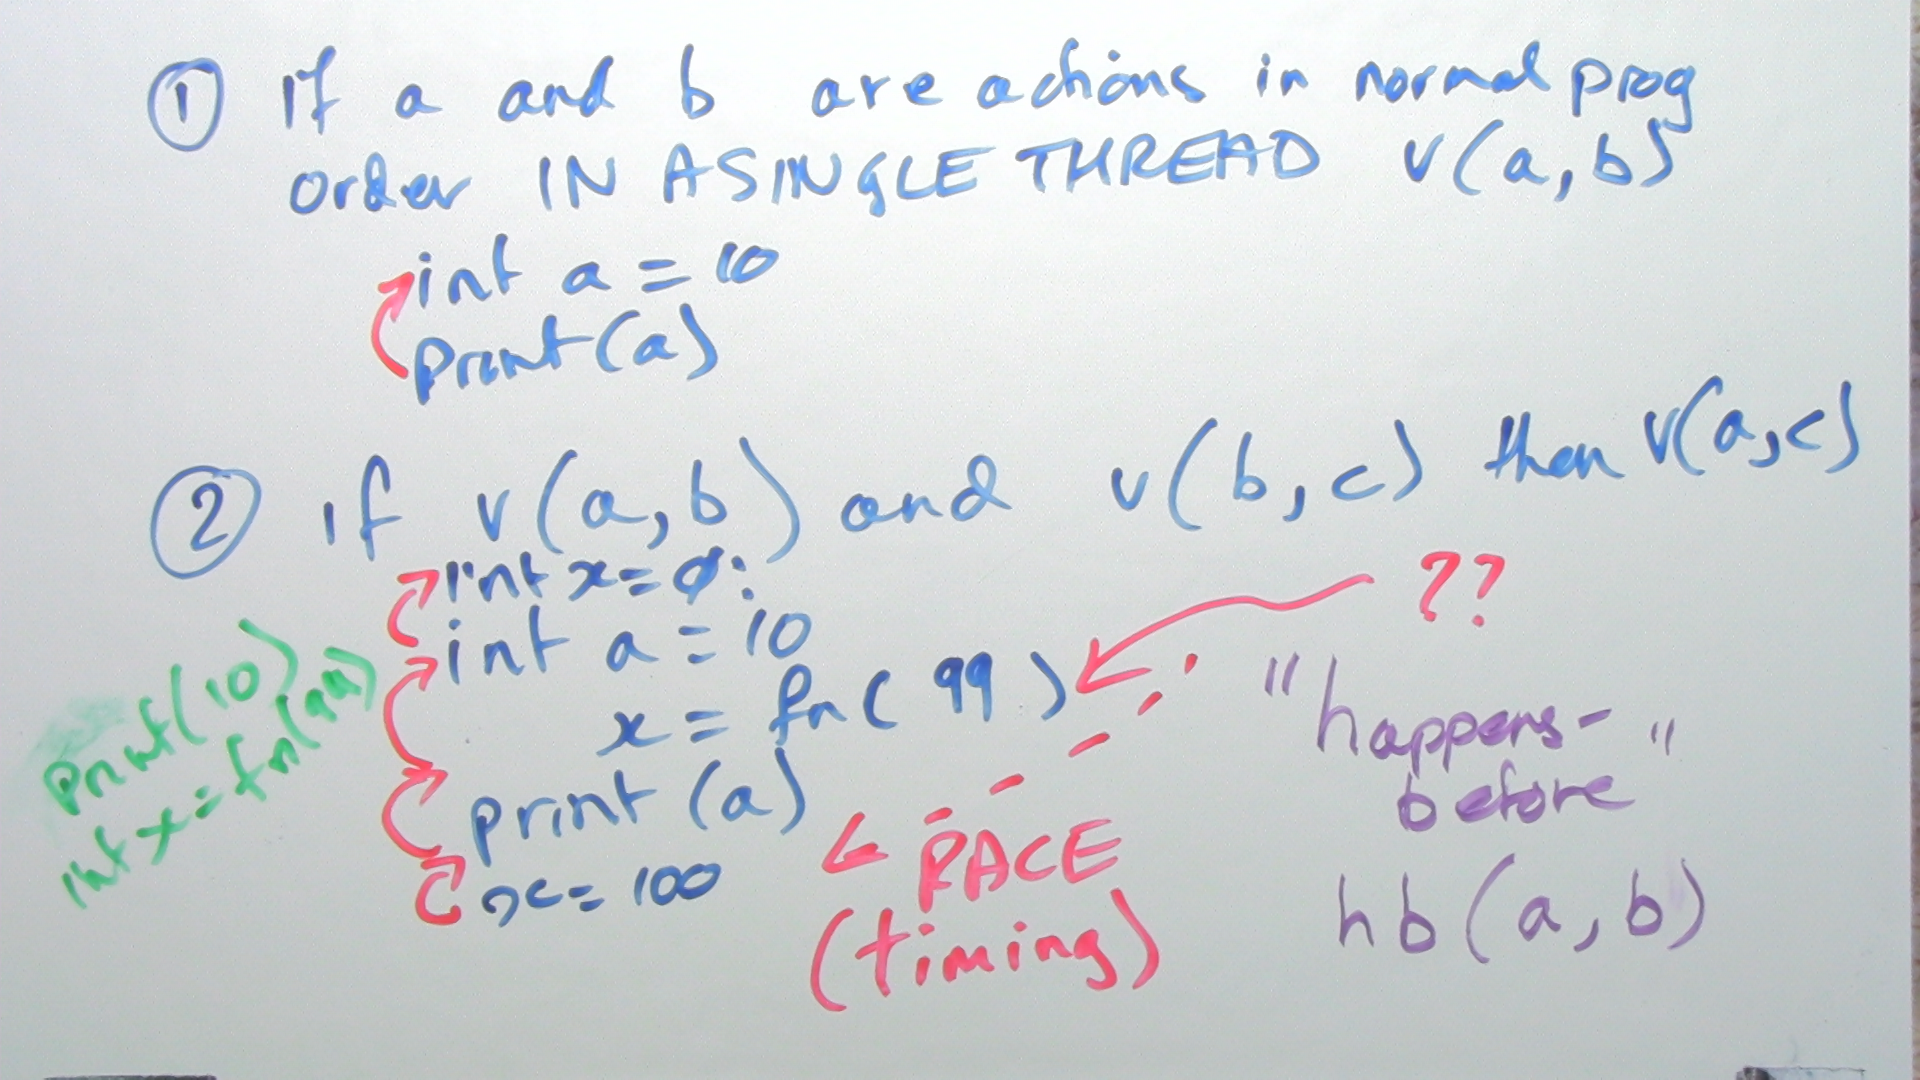 ① if a and b are actions in normal prog
order IN A SINGLE THREAD v(a,b)
int a = 10
print(a)
② if v(a,b) and v(b,c) then v(a,c)
int x = 0;
int a = 10
x = fn(99)
print(a)
x = 100
print(10)
int x = fn(99)
??
RACE
(timing)
"happens-
before"
hb(a,b)